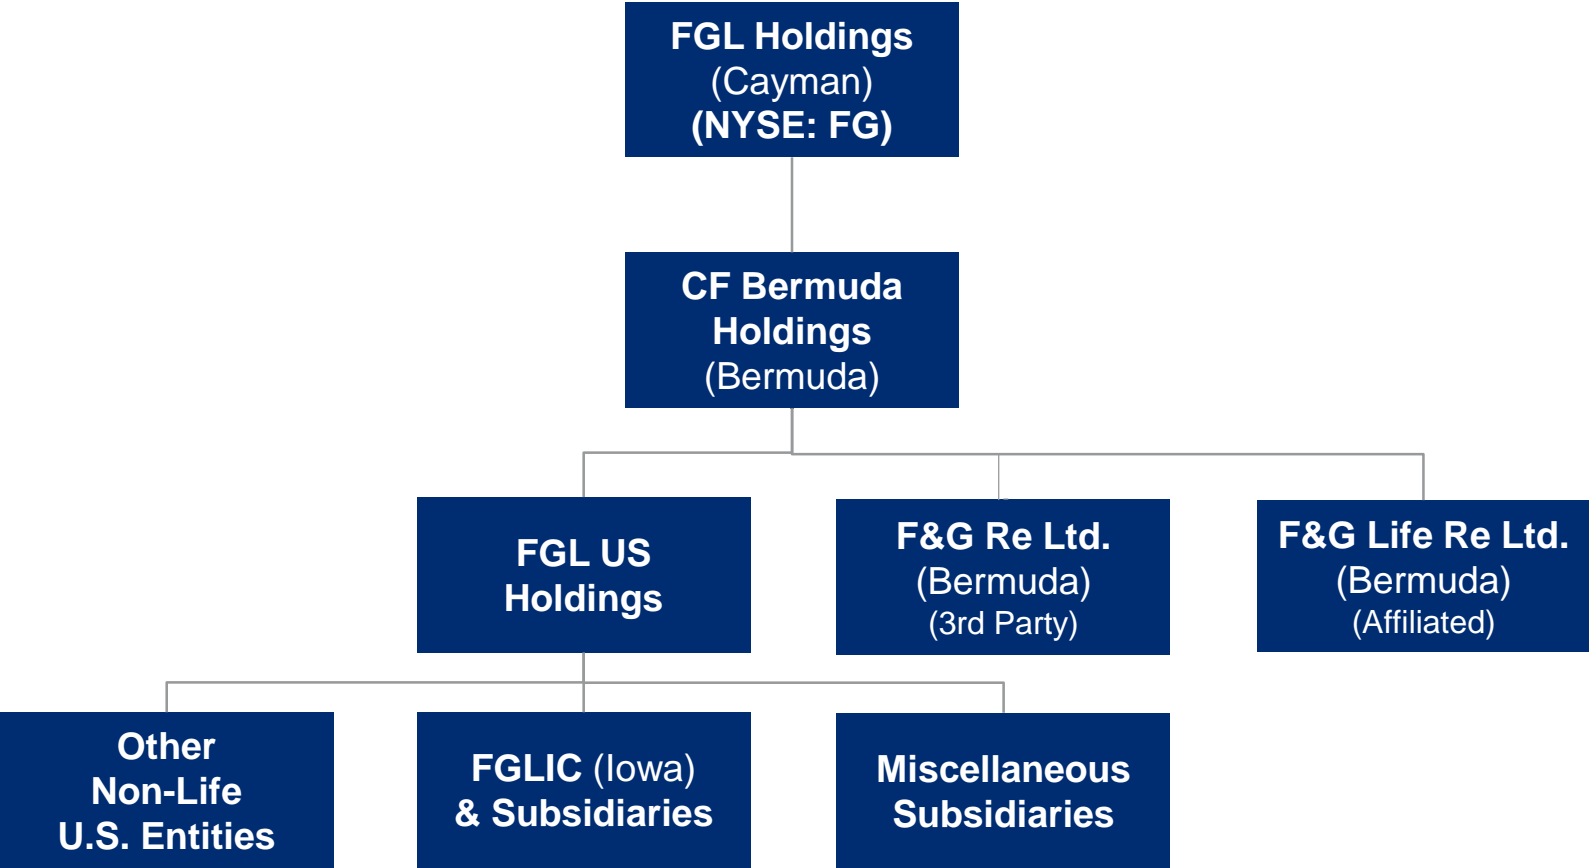 FGL Holdings
(Cayman)
(NYSE: FG)
CF Bermuda
Holdings
(Bermuda)
FGL US
Holdings
F&G Re Ltd.
(Bermuda)
(3rd Party)
F&G Life Re Ltd.
(Bermuda)
(Affiliated)
Other
Non-Life
U.S. Entities
FGLIC (Iowa)
& Subsidiaries
Miscellaneous
Subsidiaries